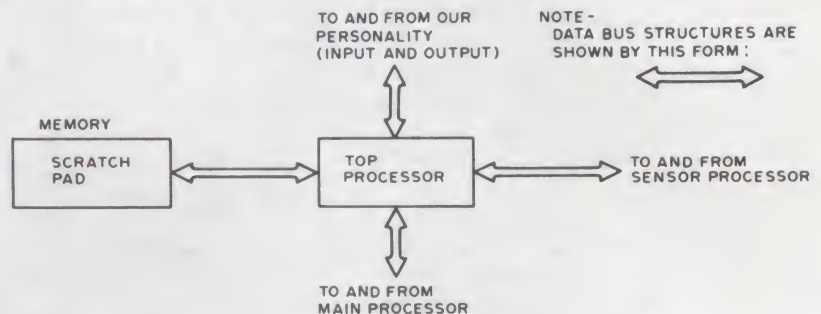 TO AND FROM OUR
PERSONALITY
(INPUT AND OUTPUT)
NOTE-
DATA BUS STRUCTURES ARE
SHOWN BY THIS FORM:
MEMORY
SCRATCH
PAD
TOP
PROCESSOR
TO AND FROM
SENSOR PROCESSOR
TO AND FROM
MAIN PROCESSOR